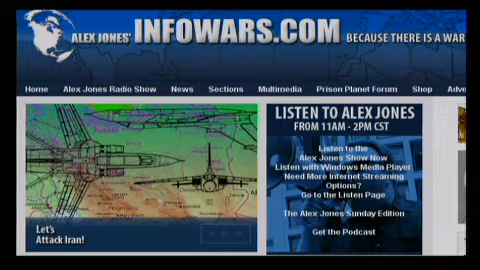 ALEX JONES' INFOWARS.COM BECAUSE THERE IS A WAR
Home Alex Jones Radio Show News Sections Multimedia Prison Planet Forum Shop Adve
LISTEN TO ALEX JONES
FROM 11AM - 2PM CST
Listen to the
Alex Jones Show Now
Listen with Windows Media Player
Need More Internet Streaming
Options?
Go to the Listen Page
The Alex Jones Sunday Edition
Get the Podcast
Let's
Attack Iran!